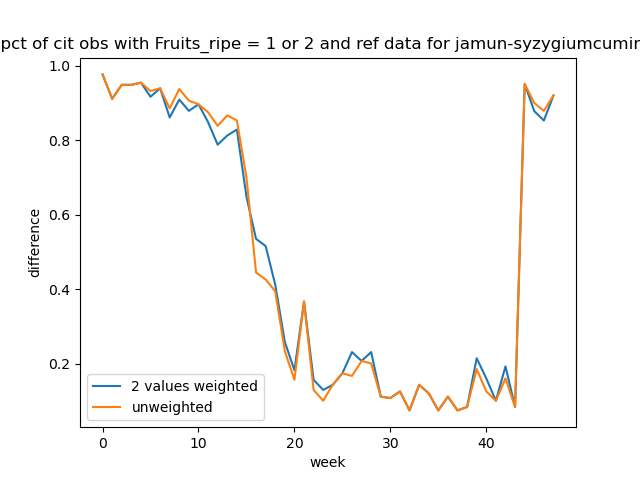 pct of cit obs with Fruits_ripe = 1 or 2 and ref data for jamun-syzygiumcumin
1.0
0.8
0.6
0.4
0.2
difference
2 values weighted
unweighted
0
10
20
30
40
week